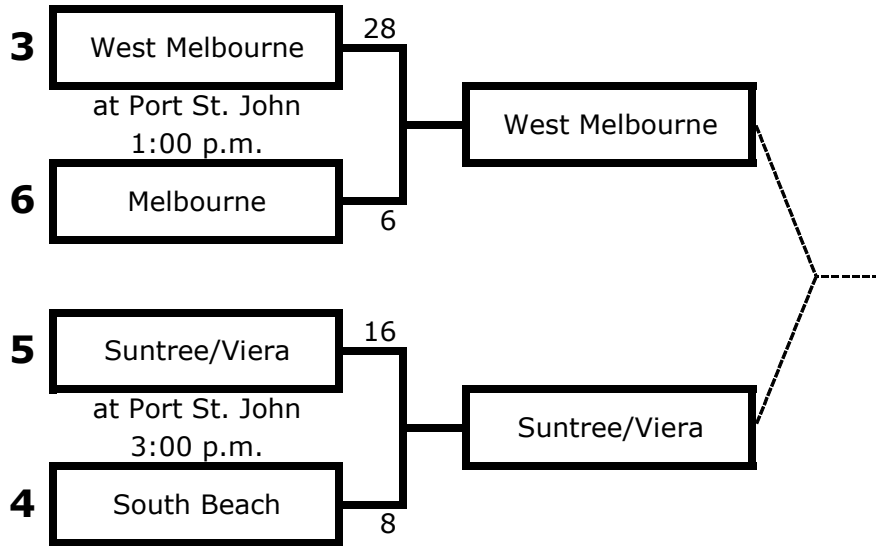 3 West Melbourne 28
at Port St. John
1:00 p.m.
6 Melbourne 6
West Melbourne
5 Suntree/Viera 16
at Port St. John
3:00 p.m.
4 South Beach 8
Suntree/Viera